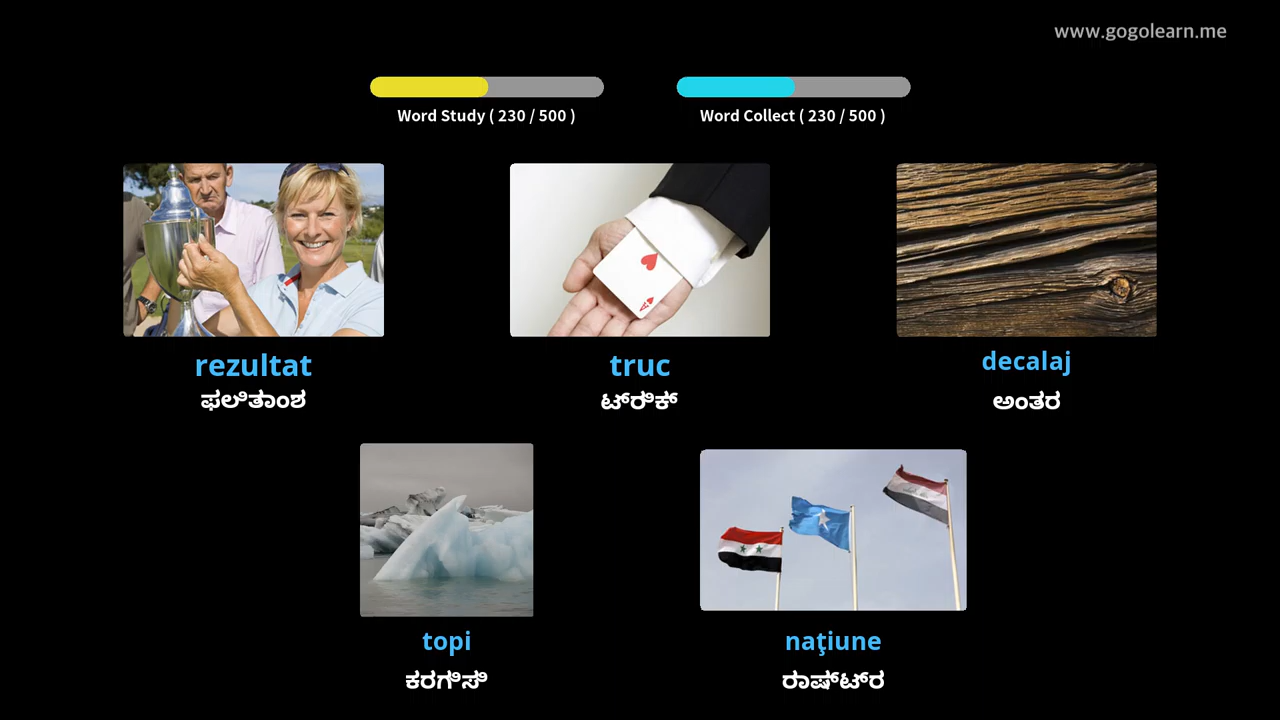 www.gogolearn.me
Word Study ( 230 / 500 )
Word Collect ( 230 / 500 )
rezultat
ಫಲಿತಾಂಶ
truc
ಟ್ರಿಕ್
decalaj
ಅಂತರ
topi
ಕರಗಿಸಿ
naţiune
ರಾಷ್ಟ್ರ